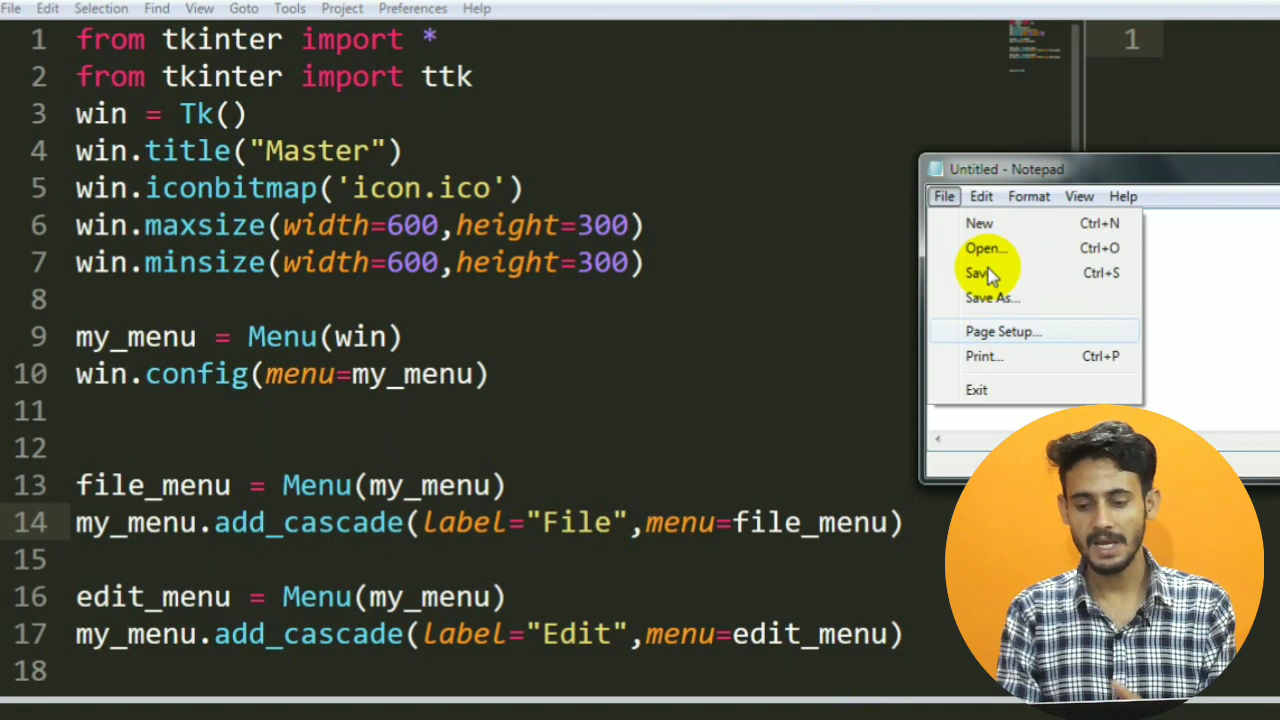 File Edit Selection Find View Goto Tools Project Preferences Help
1 from tkinter import *
2 from tkinter import ttk
3 win = Tk()
4 win.title("Master")
5 win.iconbitmap('icon.ico')
6 win.maxsize(width=600,height=300)
7 win.minsize(width=600,height=300)
8
9 my_menu = Menu(win)
10 win.config(menu=my_menu)
11
12
13 file_menu = Menu(my_menu)
14 my_menu.add_cascade(label="File",menu=file_menu)
15
16 edit_menu = Menu(my_menu)
17 my_menu.add_cascade(label="Edit",menu=edit_menu)
18
1
Untitled - Notepad
File Edit Format View Help
New Ctrl+N
Open... Ctrl+O
Save Ctrl+S
Save As...
Page Setup...
Print... Ctrl+P
Exit